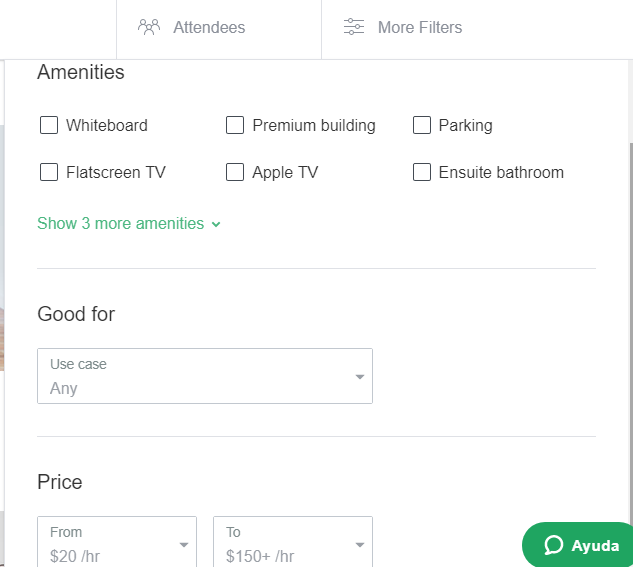 Attendees
More Filters
Amenities
Whiteboard
Premium building
Parking
Flatscreen TV
Apple TV
Ensuite bathroom
Show 3 more amenities
Good for
Use case
Any
Price
From
$20 /hr
To
$150+ /hr
Ayuda